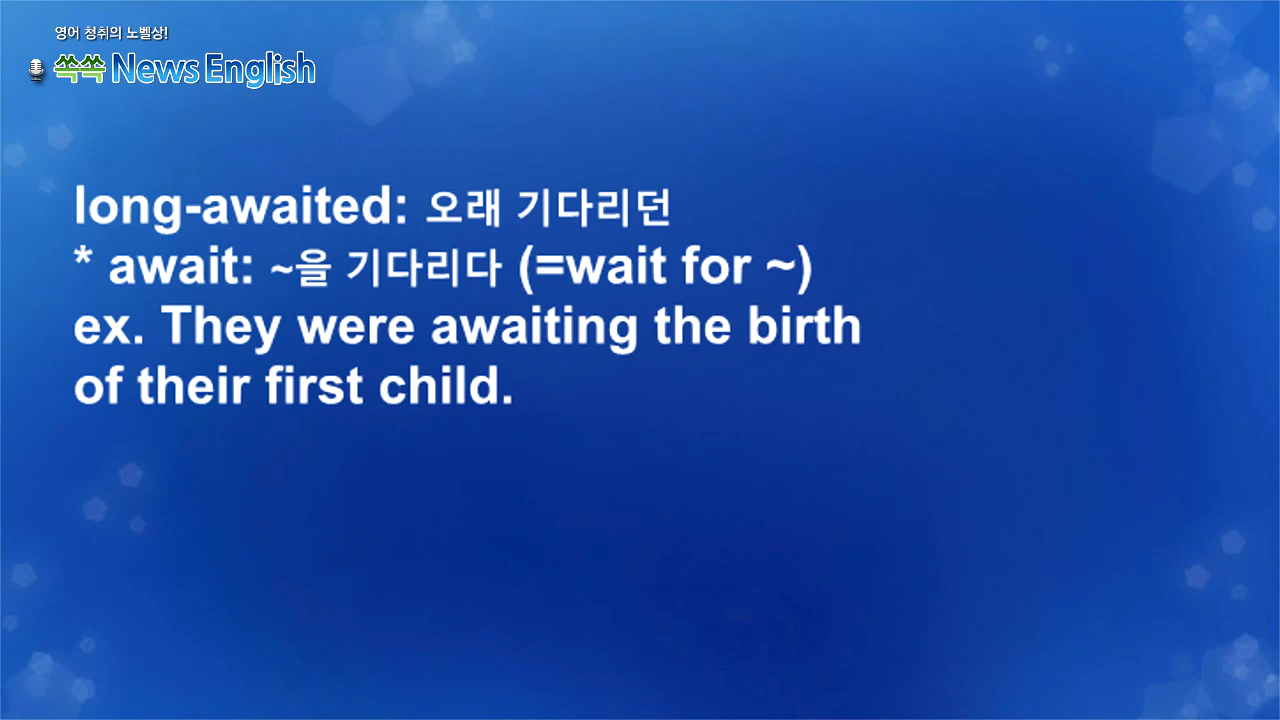 영어 청취의 노벨상!
쏙쏙 News English
long-awaited: 오래 기다리던
* await: ~을 기다리다 (=wait for ~)
ex. They were awaiting the birth
of their first child.